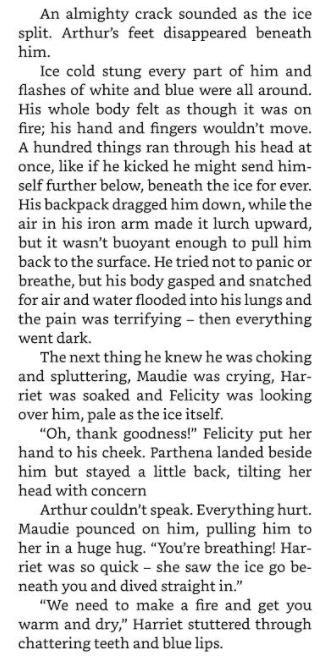 An almighty crack sounded as the ice
split. Arthur’s feet disappeared beneath
him.
Ice cold stung every part of him and
flashes of white and blue were all around.
His whole body felt as though it was on
fire; his hand and fingers wouldn’t move.
A hundred things ran through his head at
once, like if he kicked he might send him-
self further below, beneath the ice for ever.
His backpack dragged him down, while the
air in his iron arm made it lurch upward,
but it wasn’t buoyant enough to pull him
back to the surface. He tried not to panic or
breathe, but his body gasped and snatched
for air and water flooded into his lungs and
the pain was terrifying – then everything
went dark.
The next thing he knew he was choking
and spluttering, Maudie was crying, Har-
riet was soaked and Felicity was looking
over him, pale as the ice itself.
“Oh, thank goodness!” Felicity put her
hand to his cheek. Parthena landed beside
him but stayed a little back, tilting her
head with concern
Arthur couldn’t speak. Everything hurt.
Maudie pounced on him, pulling him to
her in a huge hug. “You’re breathing! Har-
riet was so quick – she saw the ice go be-
neath you and dived straight in.”
“We need to make a fire and get you
warm and dry,” Harriet stuttered through
chattering teeth and blue lips.